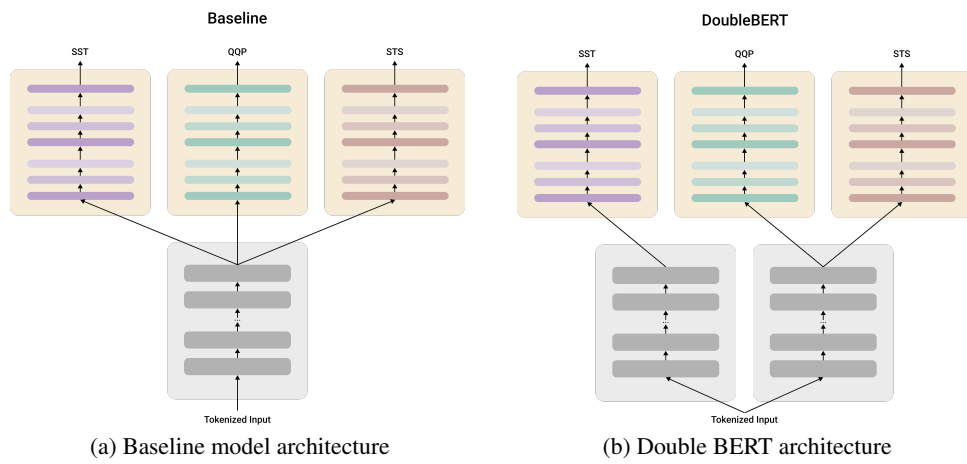 Baseline
DoubleBERT
SST QQP STS
SST QQP STS
...
... ...
Tokenized Input
Tokenized Input
(a) Baseline model architecture
(b) Double BERT architecture